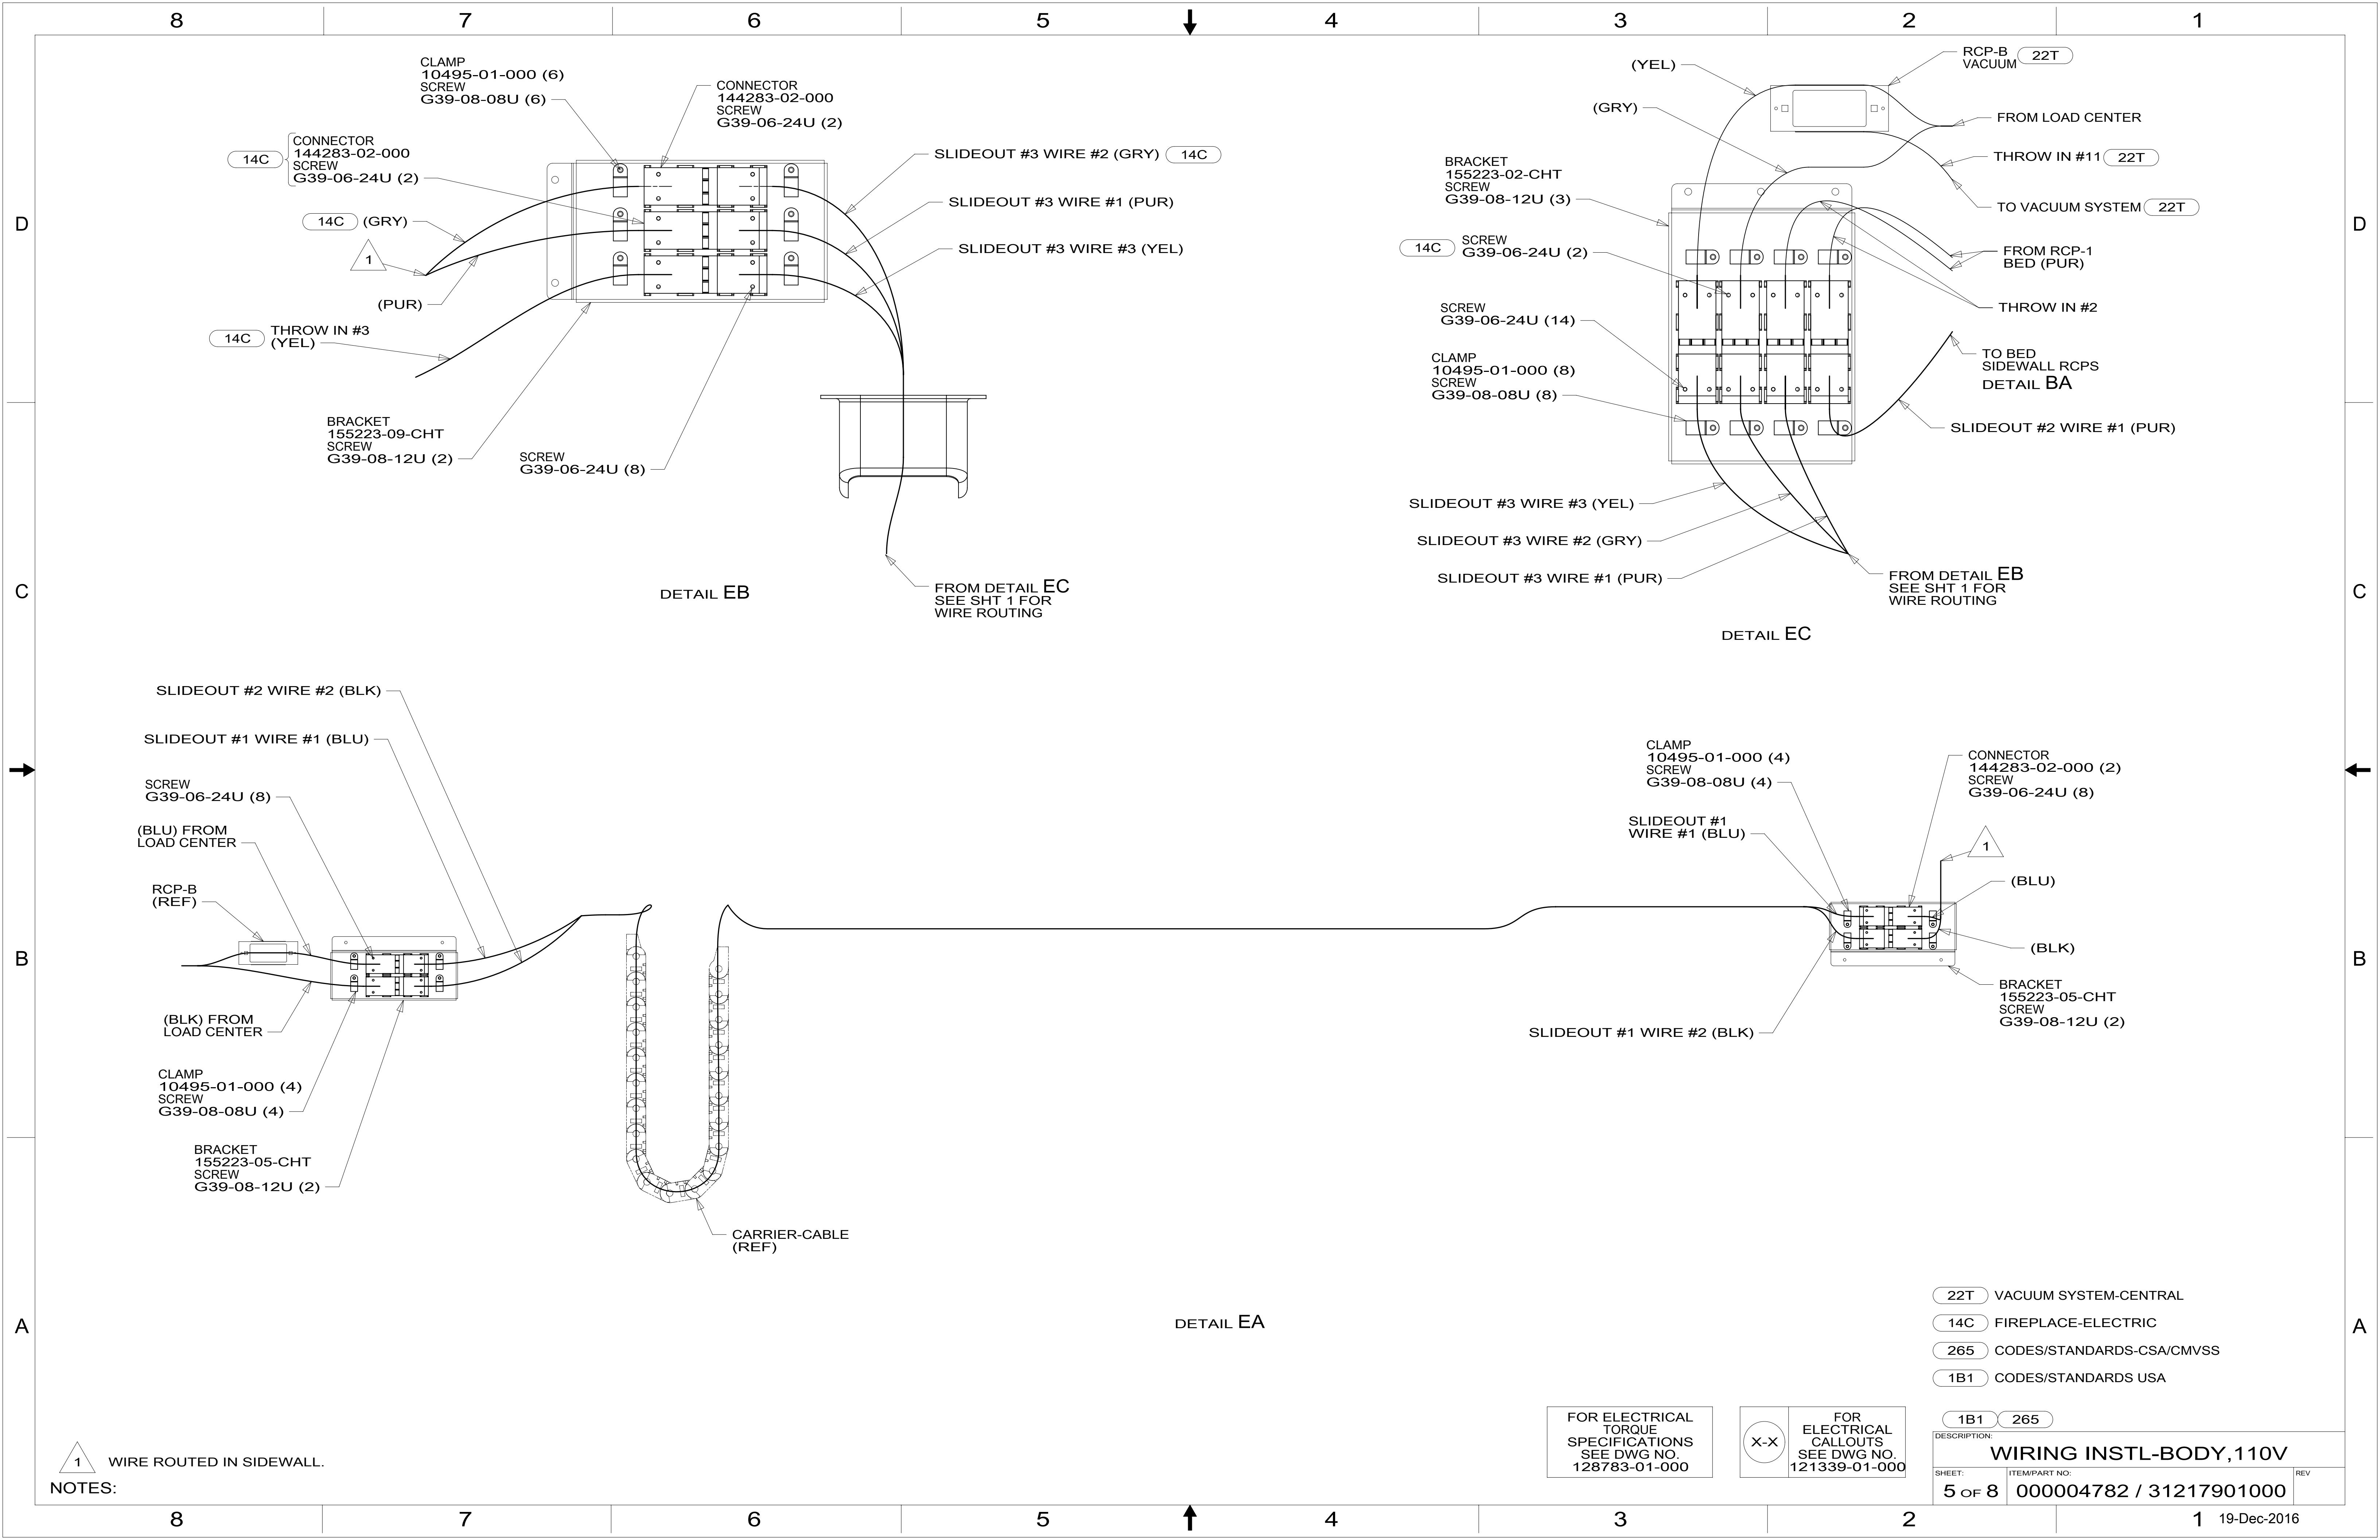 8 7 6 5 4 3 2 1
D
C
B
A
CLAMP
10495-01-000 (6)
SCREW
G39-08-08U (6)
CONNECTOR
144283-02-000
SCREW
G39-06-24U (2)
14C
CONNECTOR
144283-02-000
SCREW
G39-06-24U (2)
14C (GRY)
1
(PUR)
14C
THROW IN #3
(YEL)
BRACKET
155223-09-CHT
SCREW
G39-08-12U (2)
SCREW
G39-06-24U (8)
SLIDEOUT #3 WIRE #2 (GRY) 14C
SLIDEOUT #3 WIRE #1 (PUR)
SLIDEOUT #3 WIRE #3 (YEL)
FROM DETAIL EC
SEE SHT 1 FOR
WIRE ROUTING
DETAIL EB
(YEL)
(GRY)
RCP-B
VACUUM
22T
FROM LOAD CENTER
THROW IN #11 22T
TO VACUUM SYSTEM 22T
FROM RCP-1
BED (PUR)
THROW IN #2
TO BED
SIDEWALL RCPS
DETAIL BA
SLIDEOUT #2 WIRE #1 (PUR)
BRACKET
155223-02-CHT
SCREW
G39-08-12U (3)
14C
SCREW
G39-06-24U (2)
SCREW
G39-06-24U (14)
CLAMP
10495-01-000 (8)
SCREW
G39-08-08U (8)
SLIDEOUT #3 WIRE #3 (YEL)
SLIDEOUT #3 WIRE #2 (GRY)
SLIDEOUT #3 WIRE #1 (PUR)
FROM DETAIL EB
SEE SHT 1 FOR
WIRE ROUTING
DETAIL EC
SLIDEOUT #2 WIRE #2 (BLK)
SLIDEOUT #1 WIRE #1 (BLU)
SCREW
G39-06-24U (8)
(BLU) FROM
LOAD CENTER
RCP-B
(REF)
(BLK) FROM
LOAD CENTER
CLAMP
10495-01-000 (4)
SCREW
G39-08-08U (4)
BRACKET
155223-05-CHT
SCREW
G39-08-12U (2)
CARRIER-CABLE
(REF)
CLAMP
10495-01-000 (4)
SCREW
G39-08-08U (4)
SLIDEOUT #1
WIRE #1 (BLU)
SLIDEOUT #1 WIRE #2 (BLK)
CONNECTOR
144283-02-000 (2)
SCREW
G39-06-24U (8)
1
(BLU)
(BLK)
BRACKET
155223-05-CHT
SCREW
G39-08-12U (2)
DETAIL EA
22T VACUUM SYSTEM-CENTRAL
14C FIREPLACE-ELECTRIC
265 CODES/STANDARDS-CSA/CMVSS
1B1 CODES/STANDARDS USA
FOR ELECTRICAL
TORQUE
SPECIFICATIONS
SEE DWG NO.
128783-01-000
X-X
FOR
ELECTRICAL
CALLOUTS
SEE DWG NO.
121339-01-000
1B1 265
DESCRIPTION:
WIRING INSTL-BODY,110V
SHEET:
5 OF 8
ITEM/PART NO:
000004782 / 31217901000
REV
1 WIRE ROUTED IN SIDEWALL.
NOTES:
D
C
B
A
8 7 6 5 4 3 2 1
19-Dec-2016